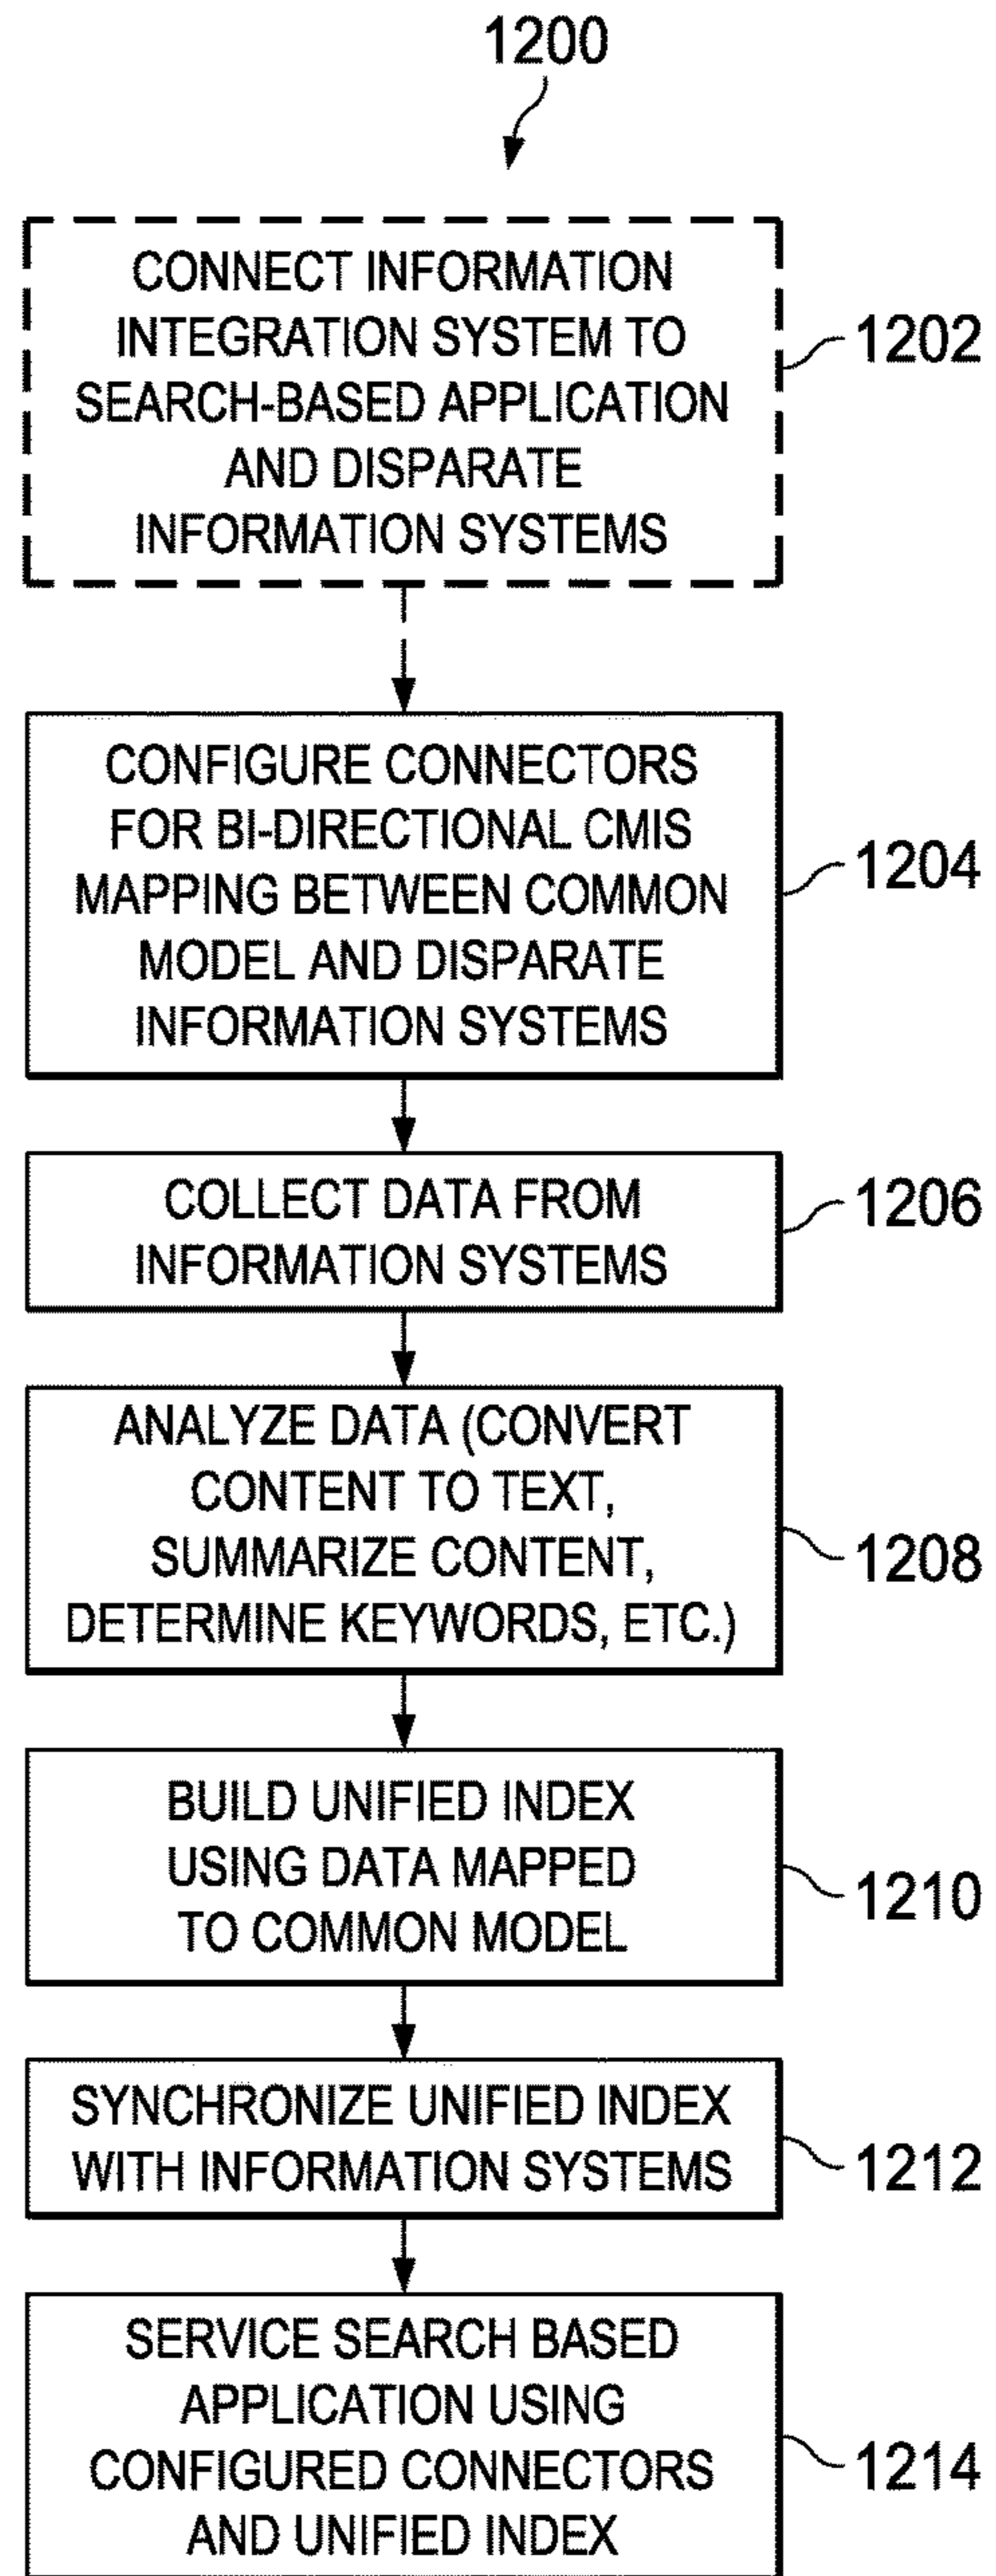 1200
CONNECT INFORMATION
INTEGRATION SYSTEM TO
SEARCH-BASED APPLICATION
AND DISPARATE
INFORMATION SYSTEMS
1202
CONFIGURE CONNECTORS
FOR BI-DIRECTIONAL CMIS
MAPPING BETWEEN COMMON
MODEL AND DISPARATE
INFORMATION SYSTEMS
1204
COLLECT DATA FROM
INFORMATION SYSTEMS
1206
ANALYZE DATA (CONVERT
CONTENT TO TEXT,
SUMMARIZE CONTENT,
DETERMINE KEYWORDS, ETC.)
1208
BUILD UNIFIED INDEX
USING DATA MAPPED
TO COMMON MODEL
1210
SYNCHRONIZE UNIFIED INDEX
WITH INFORMATION SYSTEMS
1212
SERVICE SEARCH BASED
APPLICATION USING
CONFIGURED CONNECTORS
AND UNIFIED INDEX
1214